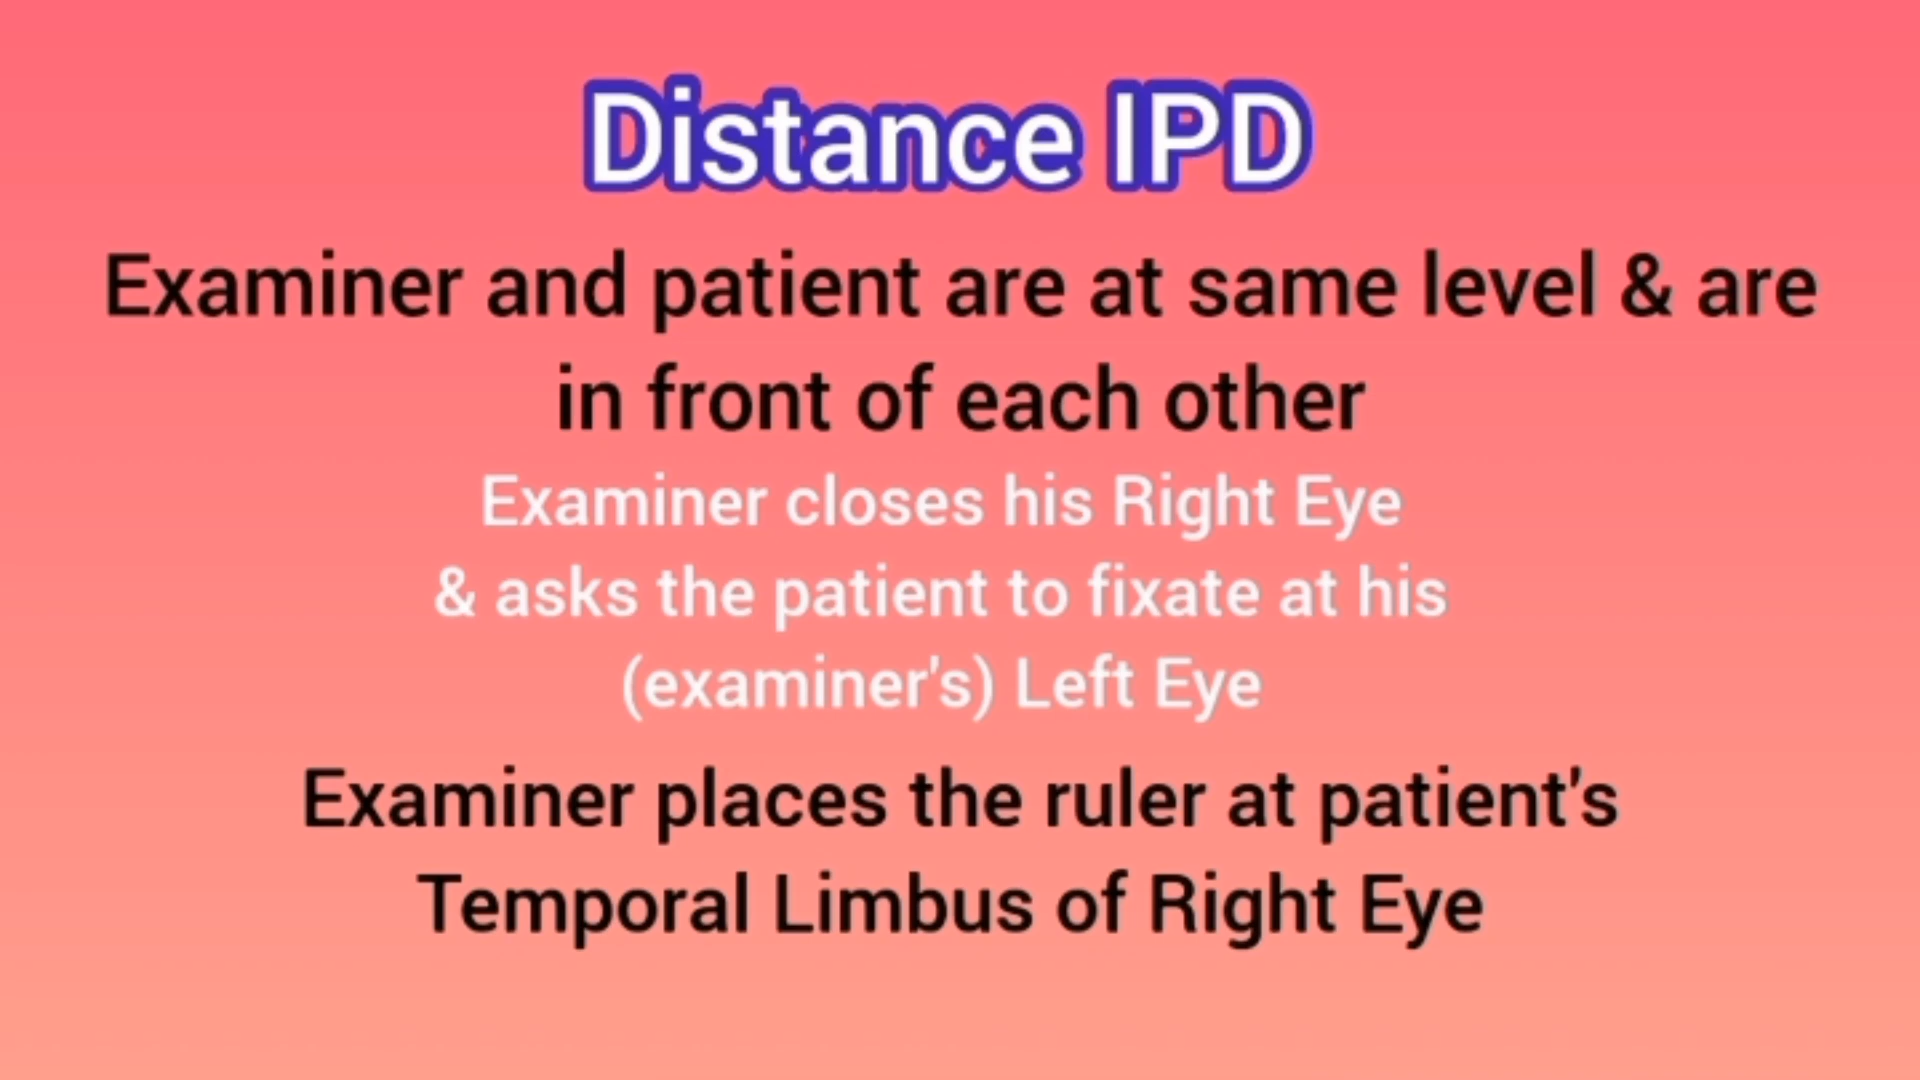 Distance IPD
Examiner and patient are at same level & are
in front of each other
Examiner closes his Right Eye
& asks the patient to fixate at his
(examiner's) Left Eye
Examiner places the ruler at patient's
Temporal Limbus of Right Eye